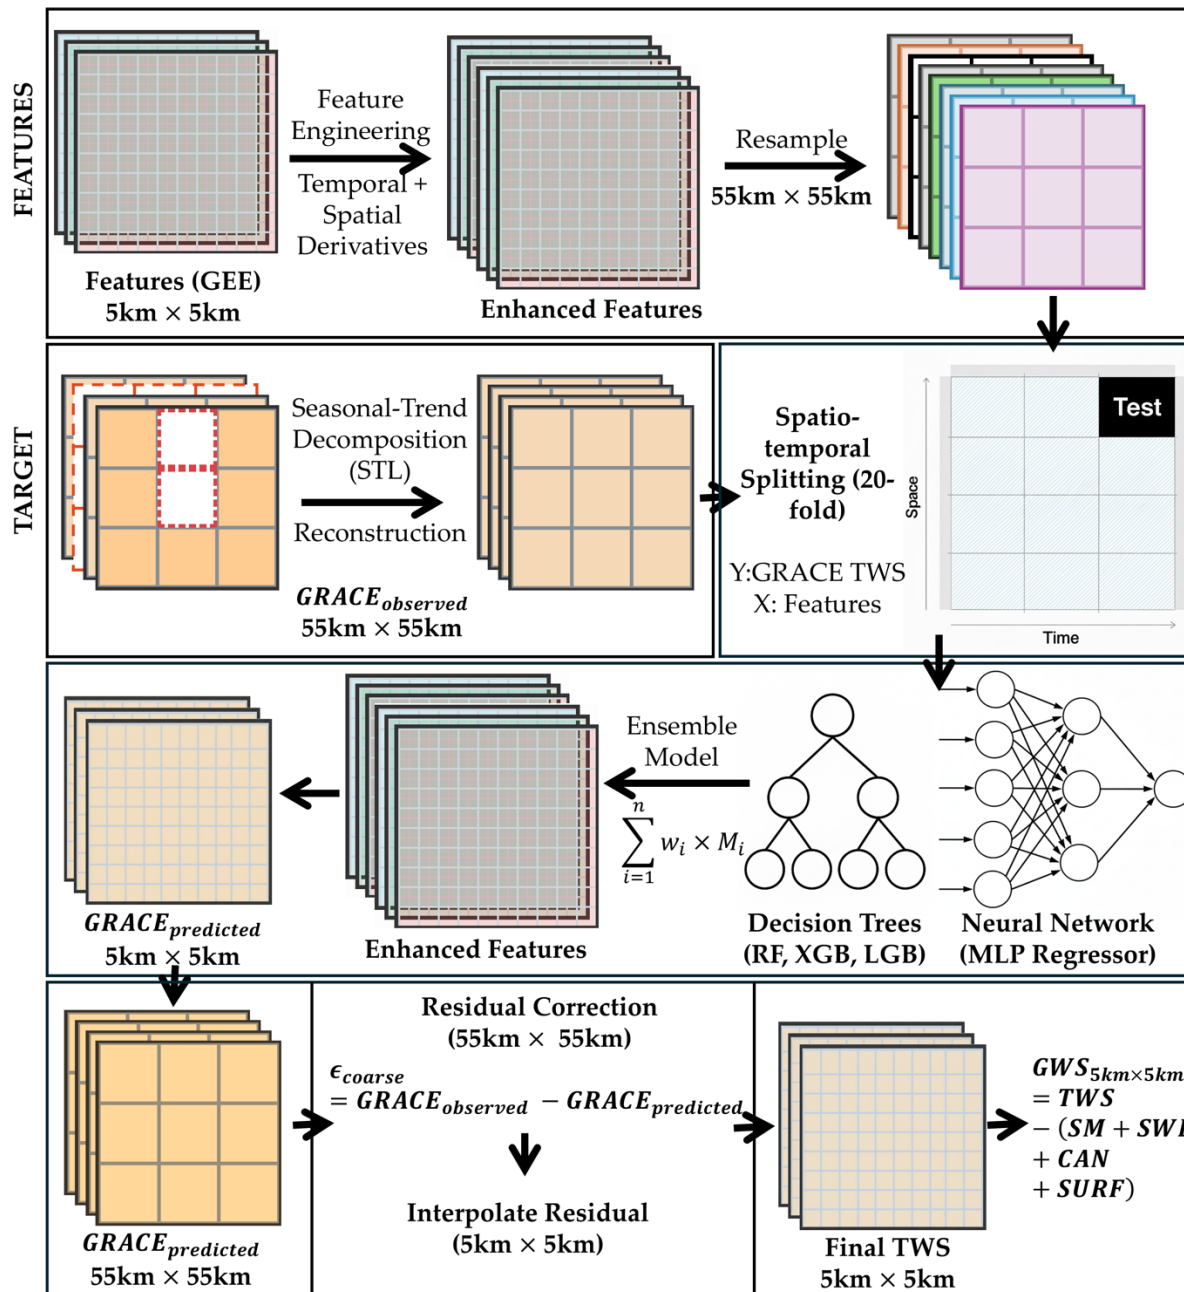 FEATURES
Feature
Engineering
Temporal +
Spatial
Derivatives
Features (GEE)
5km × 5km
Enhanced Features
Resample
55km × 55km
TARGET
Seasonal-Trend
Decomposition
(STL)
Reconstruction
GRACE_observed
55km × 55km
Spatio-
temporal
Splitting (20-
fold)
Y:GRACE TWS
X: Features
Space
Test
Time
GRACE_predicted
5km × 5km
Enhanced Features
Ensemble
Model
n
∑ w_i × M_i
i=1
Decision Trees
(RF, XGB, LGB)
Neural Network
(MLP Regressor)
GRACE_predicted
55km × 55km
Residual Correction
(55km × 55km)
ϵ_coarse
= GRACE_observed − GRACE_predicted
Interpolate Residual
(5km × 5km)
Final TWS
5km × 5km
GWS_5km×5km
= TWS
− (SM +
+ CAN
+ SURF)